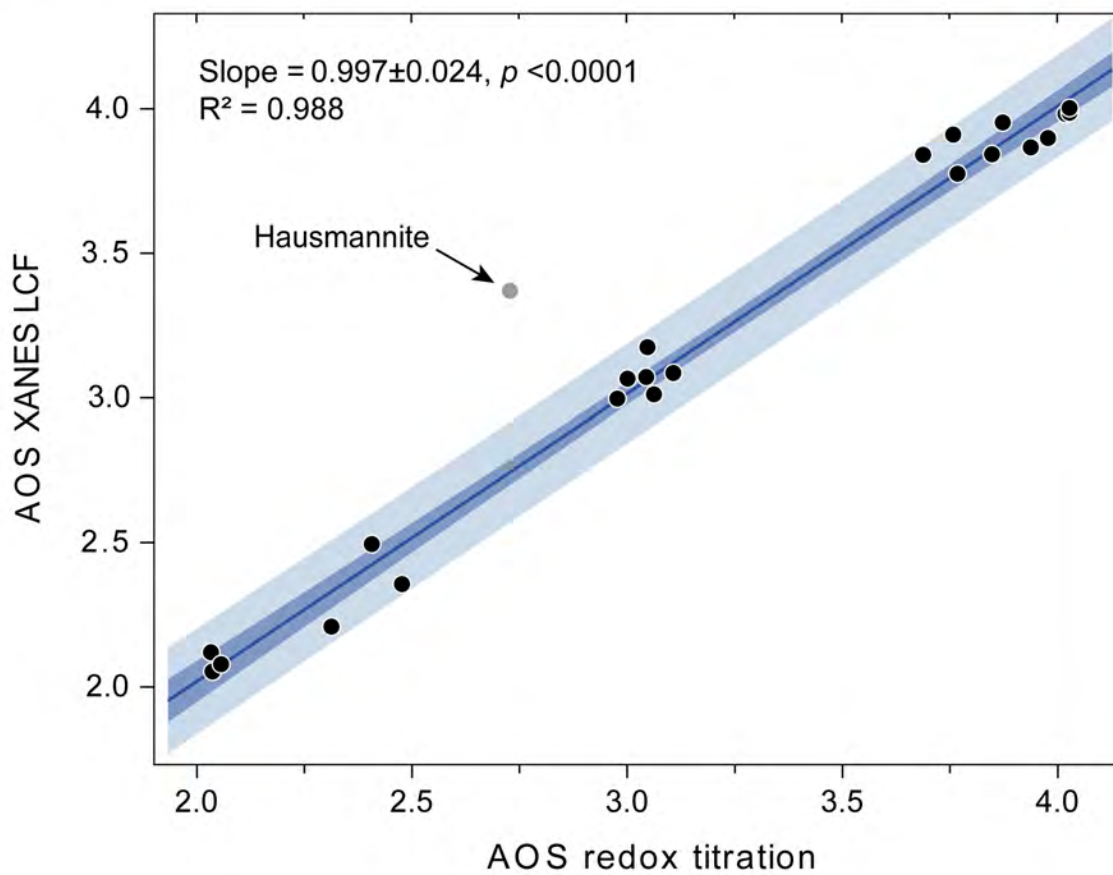 Slope = 0.997±0.024, p <0.0001
R² = 0.988
Hausmannite
AOS XANES LCF
4.0
3.5
3.0
2.5
2.0
2.0 2.5 3.0 3.5 4.0
AOS redox titration